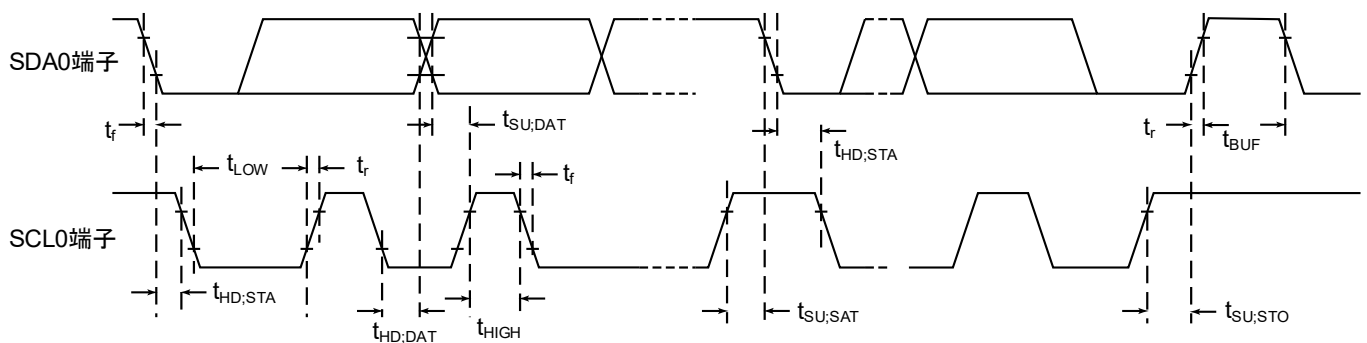 SDA0端子
tf
tSU;DAT
tHD;STA
tr
tBUF
tLOW
tr
tf
SCL0端子
tHD;STA
tHD;DAT
tHIGH
tSU;SAT
tSU;STO